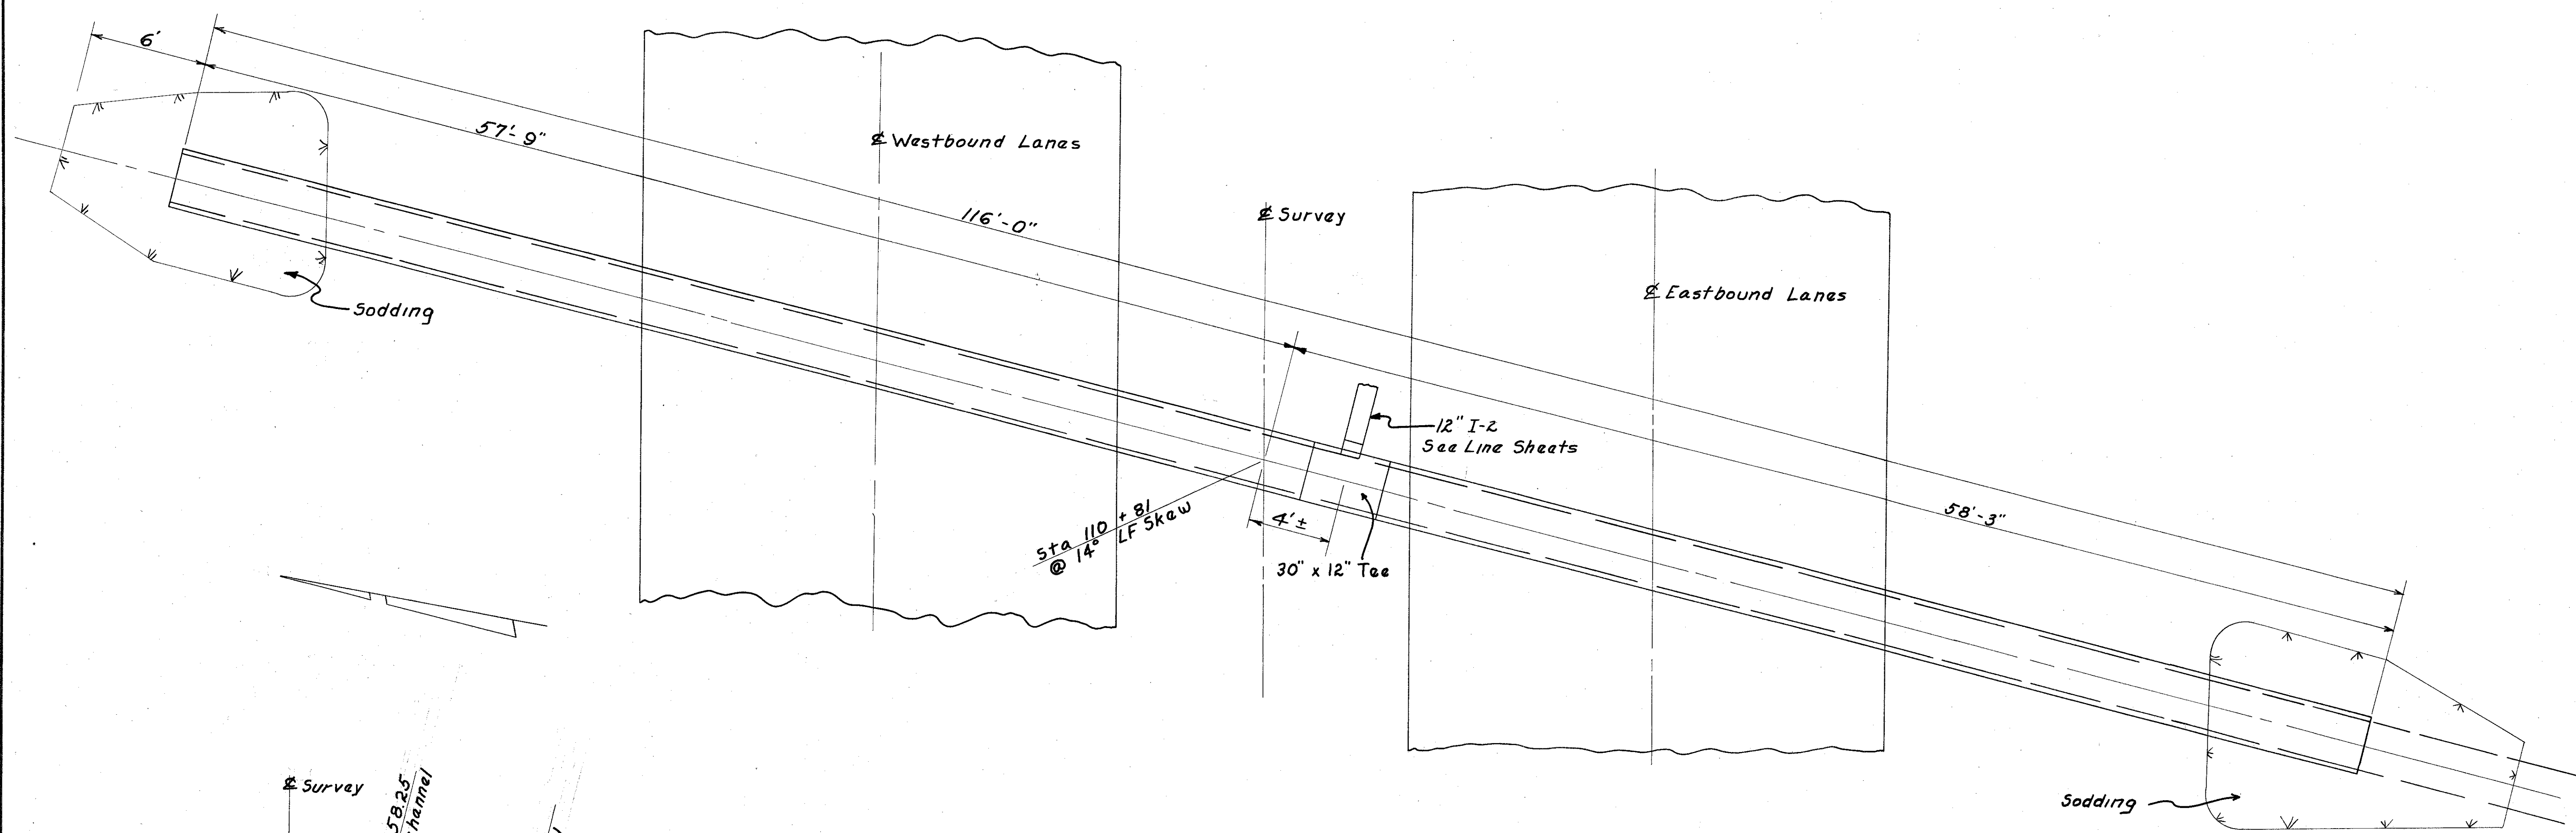 6'
57'-9"
℄ Westbound Lanes
116'-0"
℄ Survey
℄ Eastbound Lanes
Sodding
12" I-2
See Line Sheets
Sta 110 + 81
@ 14° LF Skew
4' ±
30" x 12" Tee
58'-3"
℄ Survey
58.25
hannel
Sodding